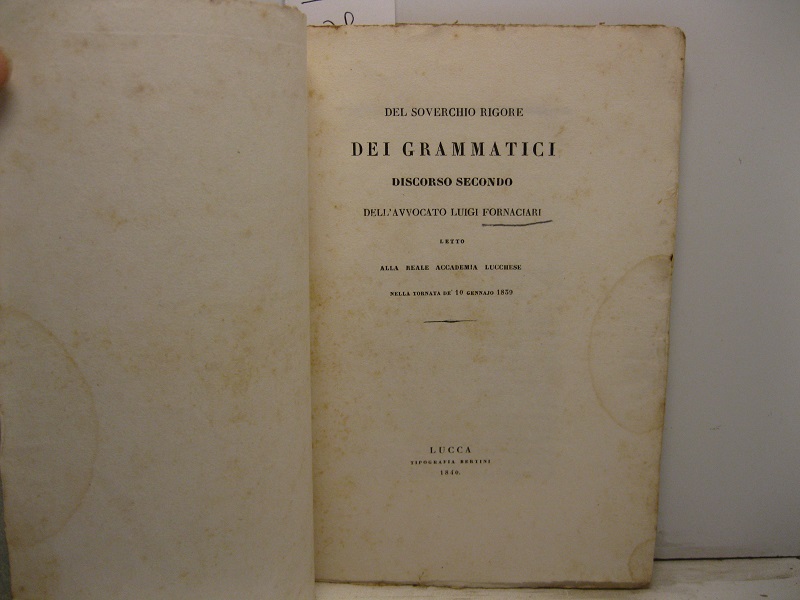 DEL SOVERCHIO RIGORE
DEI GRAMMATICI
DISCORSO SECONDO
DELL'AVVOCATO LUIGI FORNACIARI
LETTO
ALLA REALE ACCADEMIA LUCCHESE
NELLA TORNATA DE' 10 GENNAJO 1839
LUCCA
TIPOGRAFIA BERTINI
1840.